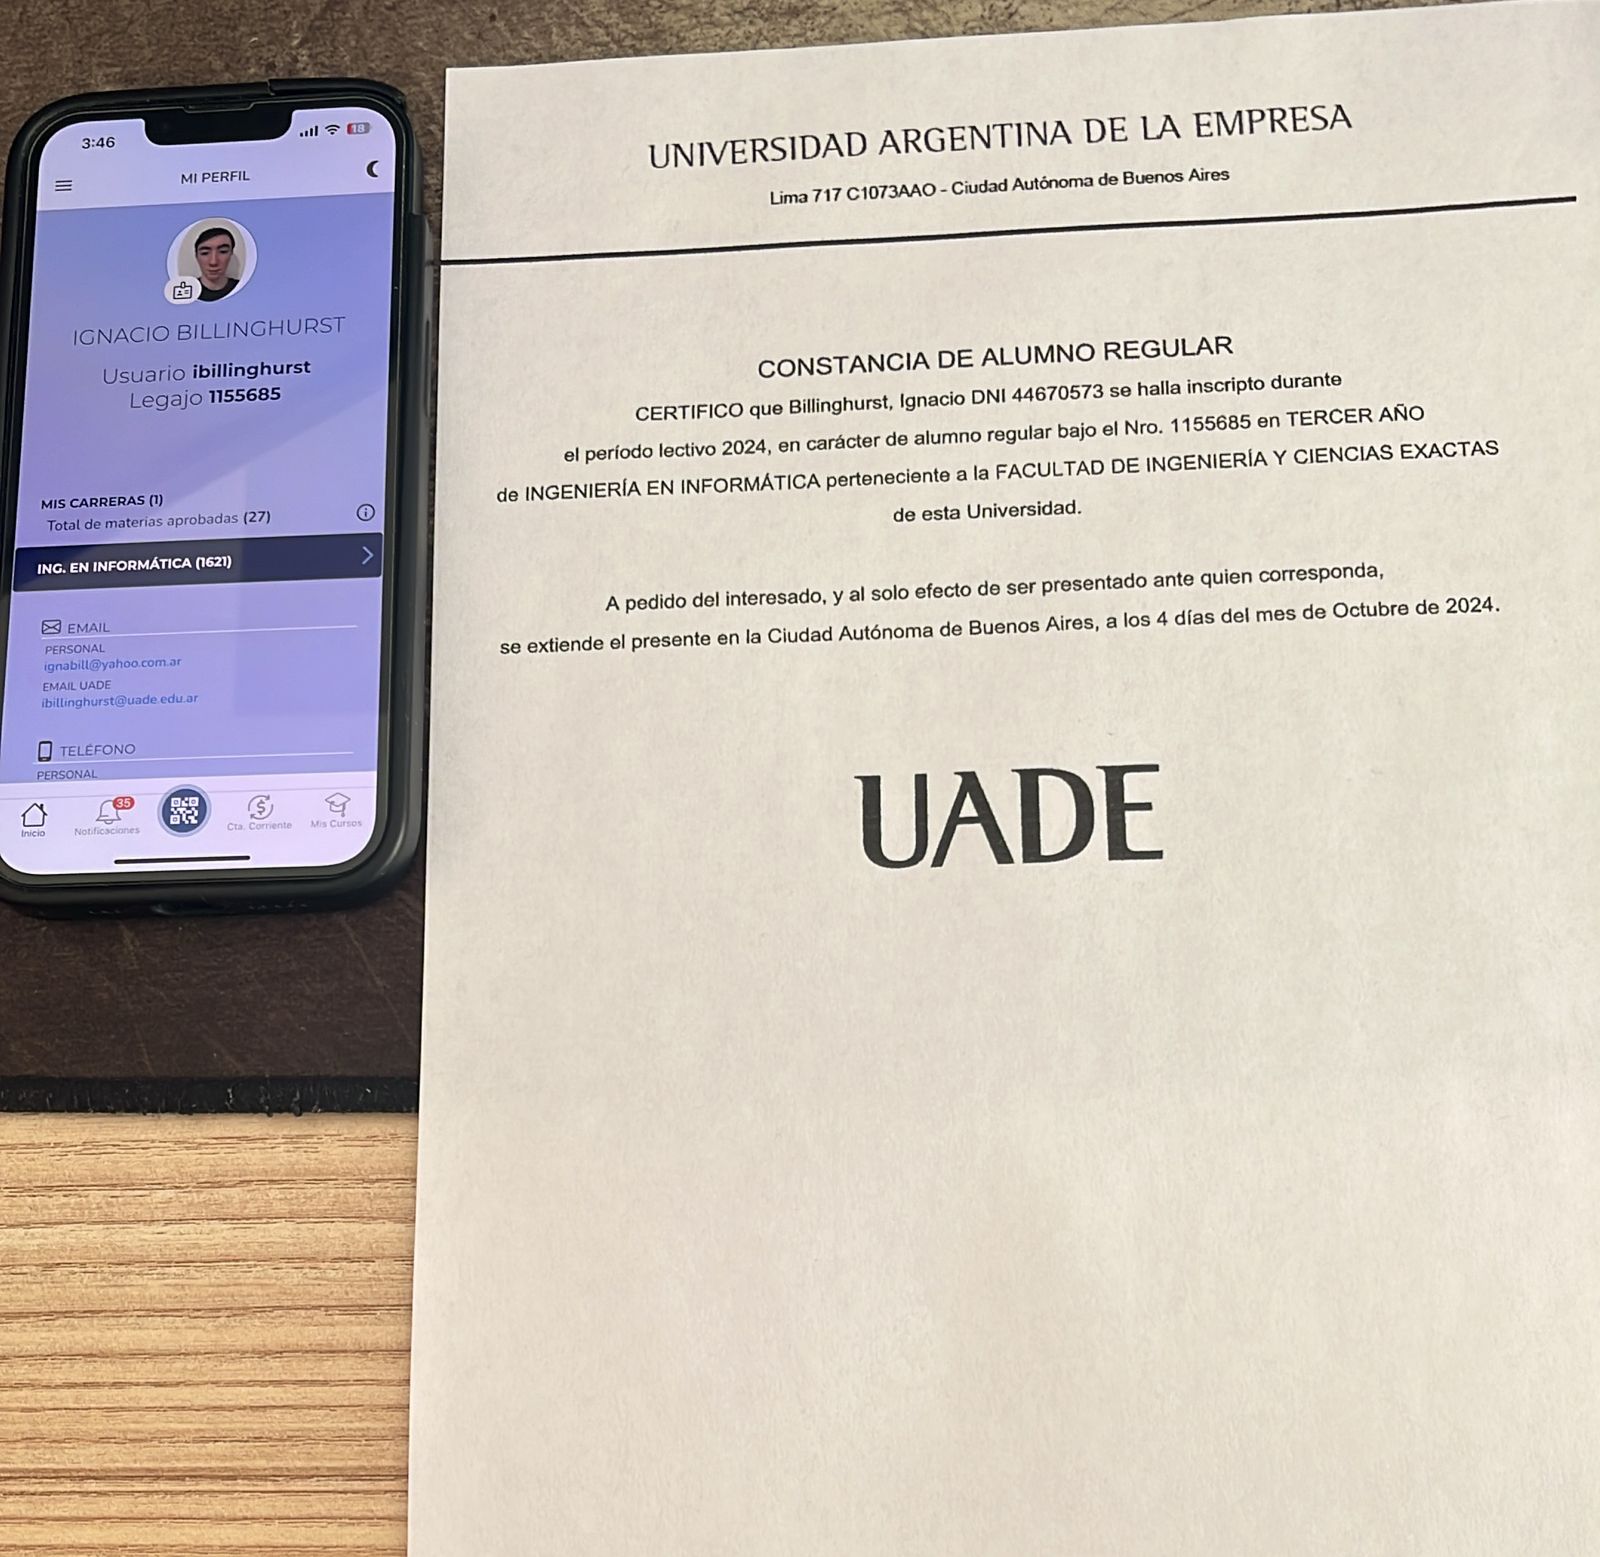 3:46
18
MI PERFIL
IGNACIO BILLINGHURST
Usuario ibillinghurst
Legajo 1155685
MIS CARRERAS (1)
Total de materias aprobadas (27)
ING. EN INFORMÁTICA (1621)
EMAIL
PERSONAL
ignabill@yahoo.com.ar
EMAIL UADE
ibillinghurst@uade.edu.ar
TELÉFONO
PERSONAL
35
Inicio
Notificaciones
Cta. Corriente
Mis Cursos
UNIVERSIDAD ARGENTINA DE LA EMPRESA
Lima 717 C1073AAO - Ciudad Autónoma de Buenos Aires
CONSTANCIA DE ALUMNO REGULAR
CERTIFICO que Billinghurst, Ignacio DNI 44670573 se halla inscripto durante
el período lectivo 2024, en carácter de alumno regular bajo el Nro. 1155685 en TERCER AÑO
de INGENIERÍA EN INFORMÁTICA perteneciente a la FACULTAD DE INGENIERÍA Y CIENCIAS EXACTAS
de esta Universidad.
A pedido del interesado, y al solo efecto de ser presentado ante quien corresponda,
se extiende el presente en la Ciudad Autónoma de Buenos Aires, a los 4 días del mes de Octubre de 2024.
UADE